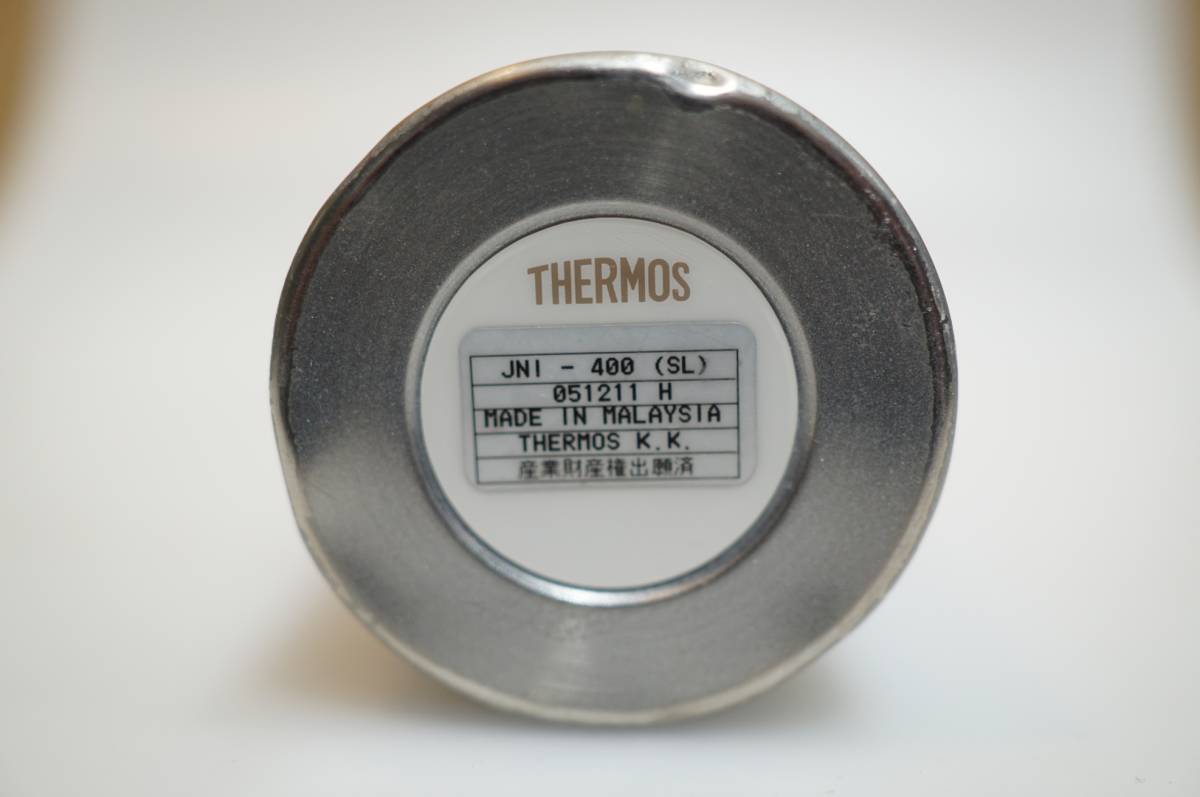 THERMOS
JNI - 400 (SL)
051211 H
MADE IN MALAYSIA
THERMOS K.K.
産業財産権出願済